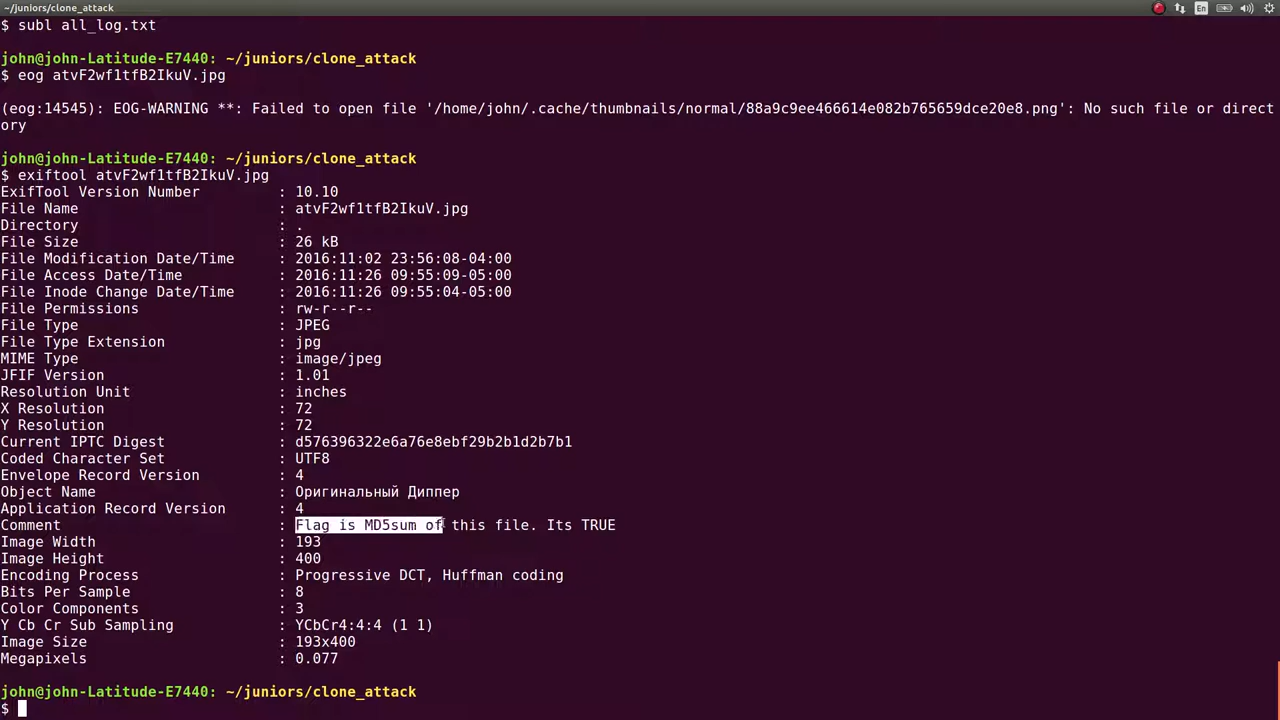 ~/juniors/clone_attack
En
$ subl all_log.txt
john@john-Latitude-E7440: ~/juniors/clone_attack
$ eog atvF2wf1tfB2IkuV.jpg
(eog:14545): EOG-WARNING **: Failed to open file '/home/john/.cache/thumbnails/normal/88a9c9ee466614e082b765659dce20e8.png': No such file or direct
ory
john@john-Latitude-E7440: ~/juniors/clone_attack
$ exiftool atvF2wf1tfB2IkuV.jpg
ExifTool Version Number : 10.10
File Name : atvF2wf1tfB2IkuV.jpg
Directory : .
File Size : 26 kB
File Modification Date/Time : 2016:11:02 23:56:08-04:00
File Access Date/Time : 2016:11:26 09:55:09-05:00
File Inode Change Date/Time : 2016:11:26 09:55:04-05:00
File Permissions : rw-r--r--
File Type : JPEG
File Type Extension : jpg
MIME Type : image/jpeg
JFIF Version : 1.01
Resolution Unit : inches
X Resolution : 72
Y Resolution : 72
Current IPTC Digest : d576396322e6a76e8ebf29b2b1d2b7b1
Coded Character Set : UTF8
Envelope Record Version : 4
Object Name : Оригинальный Диппер
Application Record Version : 4
Comment : Flag is MD5sum of this file. Its TRUE
Image Width : 193
Image Height : 400
Encoding Process : Progressive DCT, Huffman coding
Bits Per Sample : 8
Color Components : 3
Y Cb Cr Sub Sampling : YCbCr4:4:4 (1 1)
Image Size : 193x400
Megapixels : 0.077
john@john-Latitude-E7440: ~/juniors/clone_attack
$